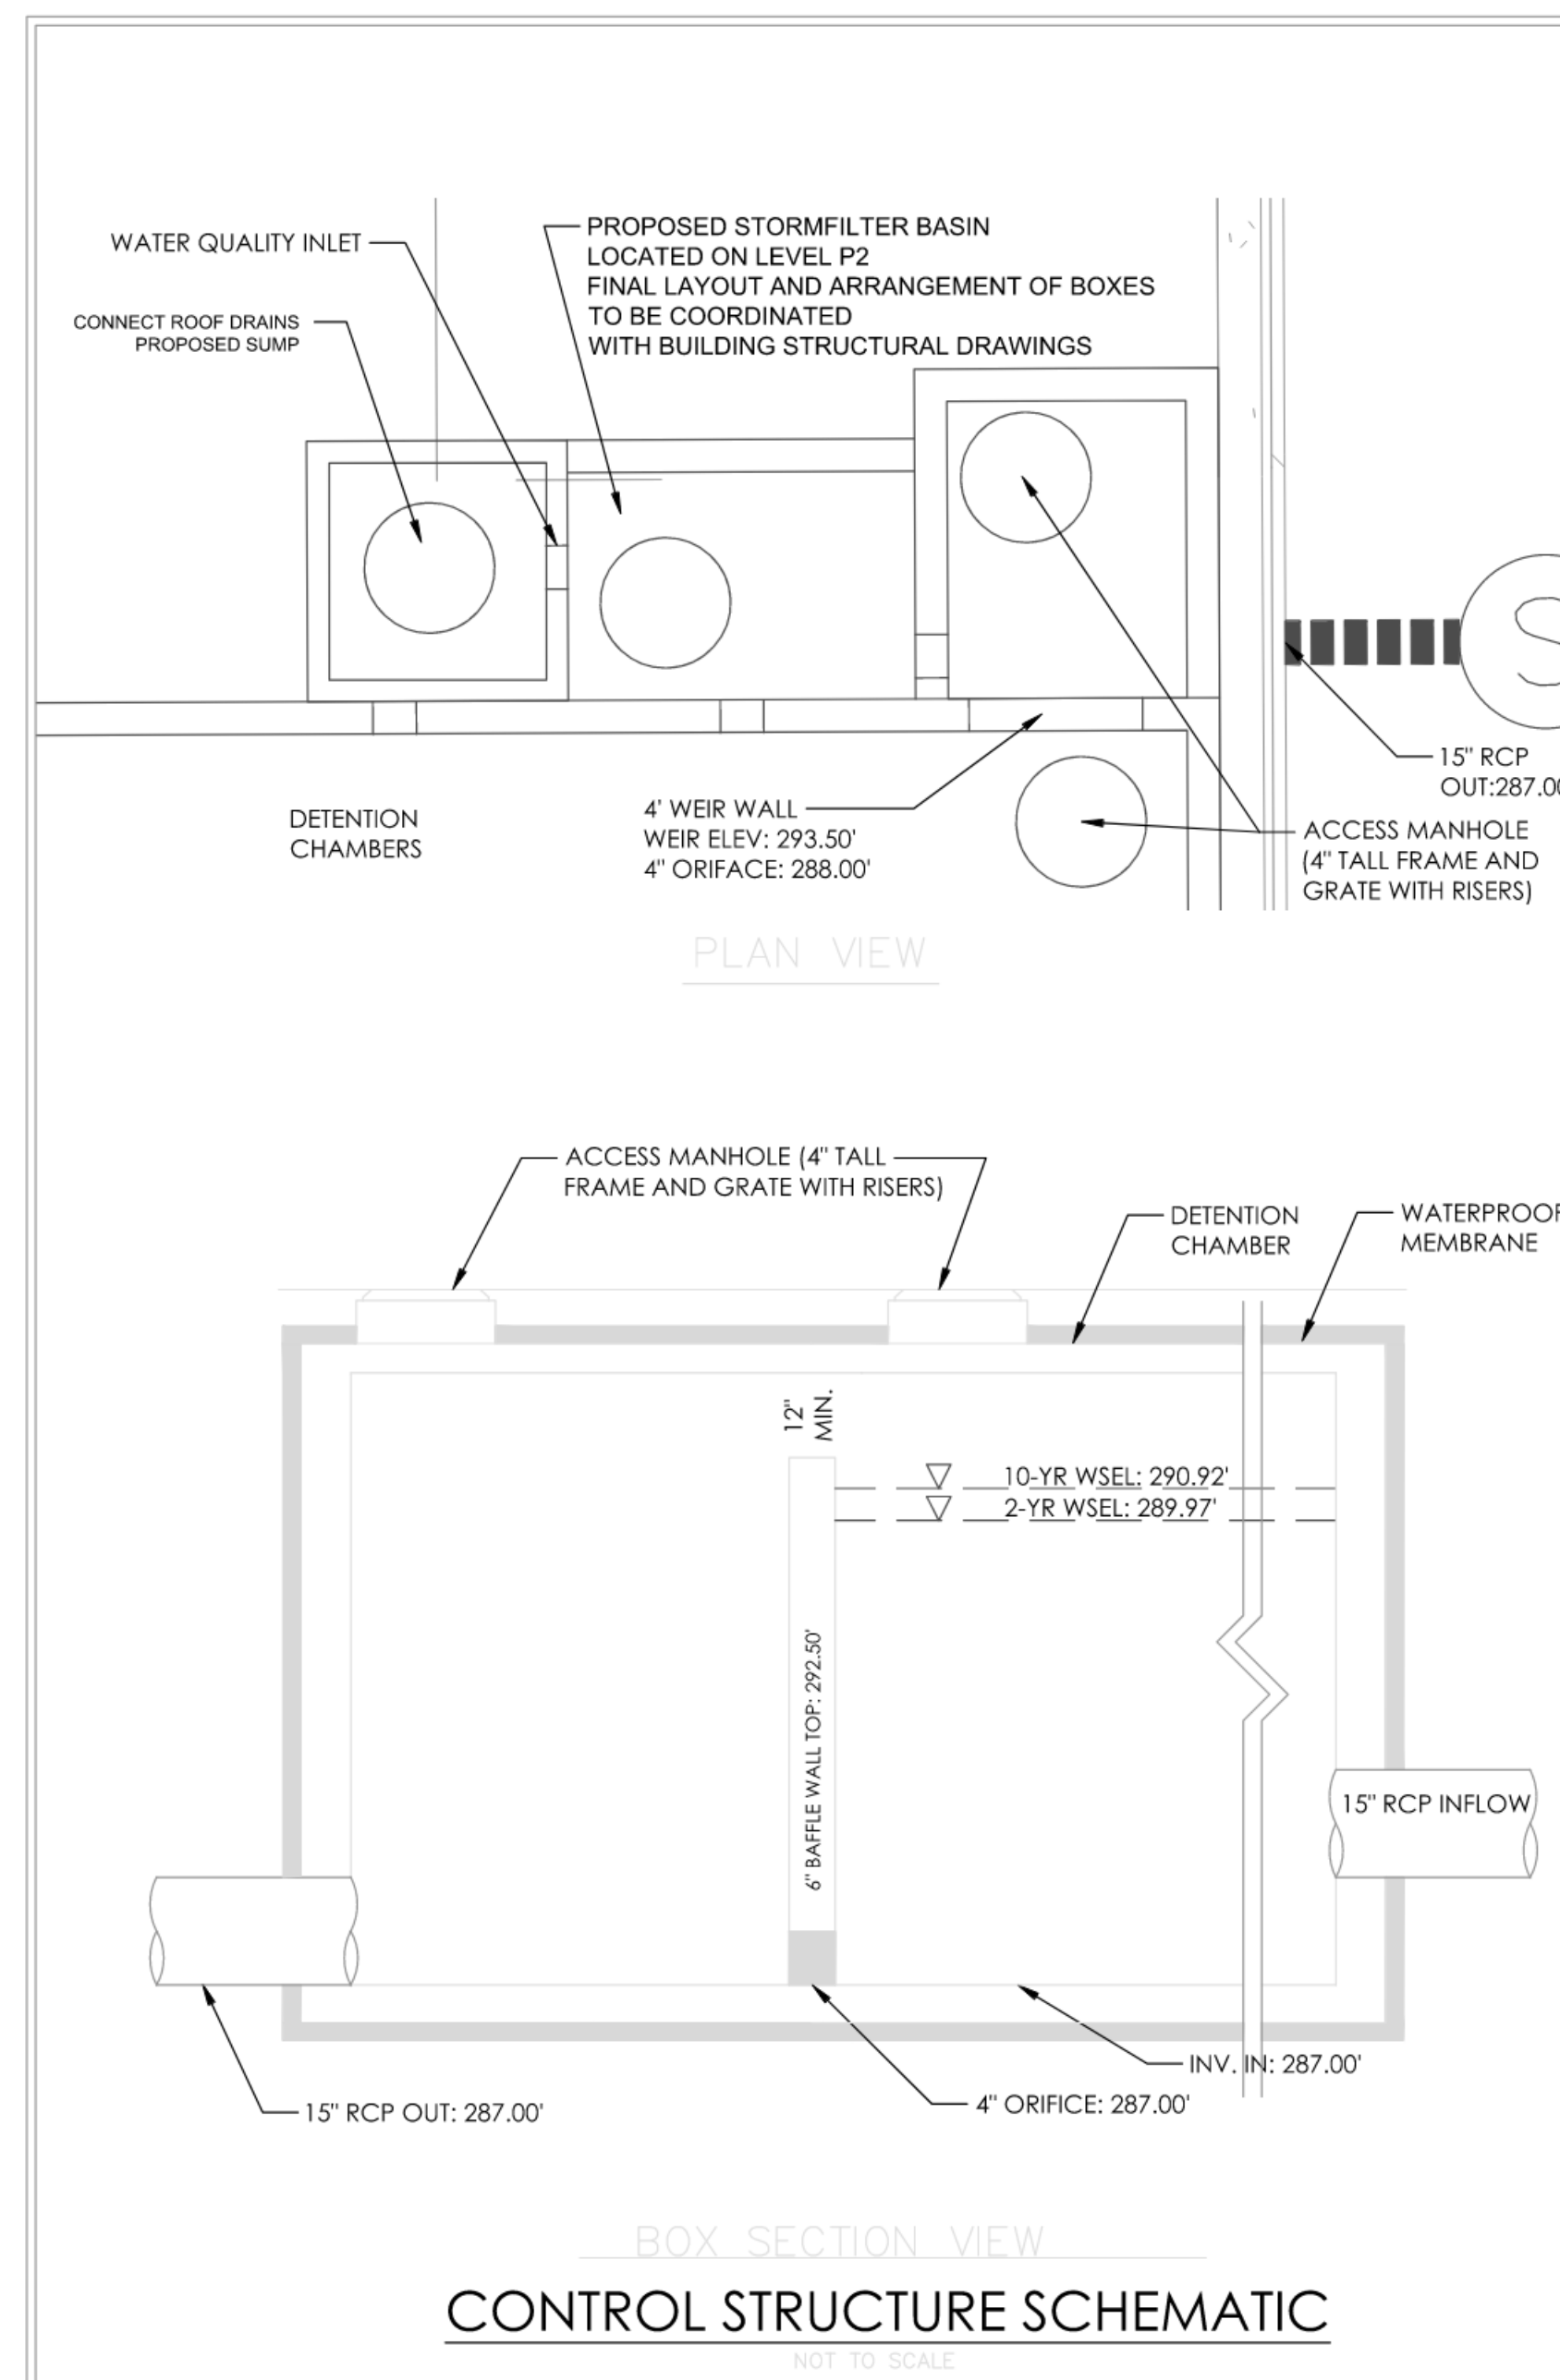 WATER QUALITY INLET
CONNECT ROOF DRAINS
PROPOSED SUMP
PROPOSED STORMFILTER BASIN
LOCATED ON LEVEL P2
FINAL LAYOUT AND ARRANGEMENT OF BOXES
TO BE COORDINATED
WITH BUILDING STRUCTURAL DRAWINGS
S
15" RCP
OUT:287.00
DETENTION
CHAMBERS
4' WEIR WALL
WEIR ELEV: 293.50'
4" ORIFACE: 288.00'
ACCESS MANHOLE
(4" TALL FRAME AND
GRATE WITH RISERS)
PLAN VIEW
ACCESS MANHOLE (4" TALL
FRAME AND GRATE WITH RISERS)
DETENTION
CHAMBER
WATERPROOF
MEMBRANE
12"
MIN.
10-YR WSEL: 290.92'
2-YR WSEL: 289.97'
6" BAFFLE WALL TOP: 292.50'
15" RCP INFLOW
INV. IN: 287.00'
4" ORIFICE: 287.00'
15" RCP OUT: 287.00'
BOX SECTION VIEW
CONTROL STRUCTURE SCHEMATIC
NOT TO SCALE